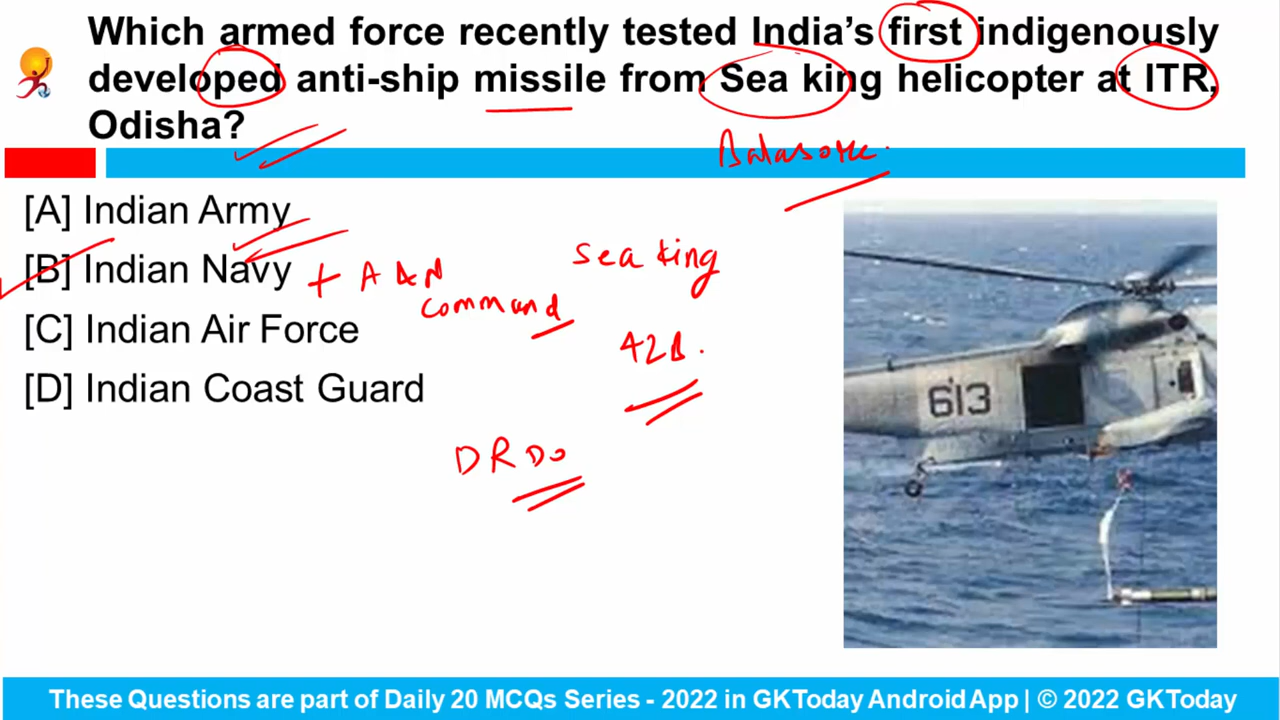 Which armed force recently tested India's first indigenously
developed anti-ship missile from Sea king helicopter at ITR,
Odisha?
Balasore.
[A] Indian Army
[B] Indian Navy + A & N
command
[C] Indian Air Force
[D] Indian Coast Guard
Sea king
42B.
DRDO
613
These Questions are part of Daily 20 MCQs Series - 2022 in GKToday Android App | © 2022 GKToday